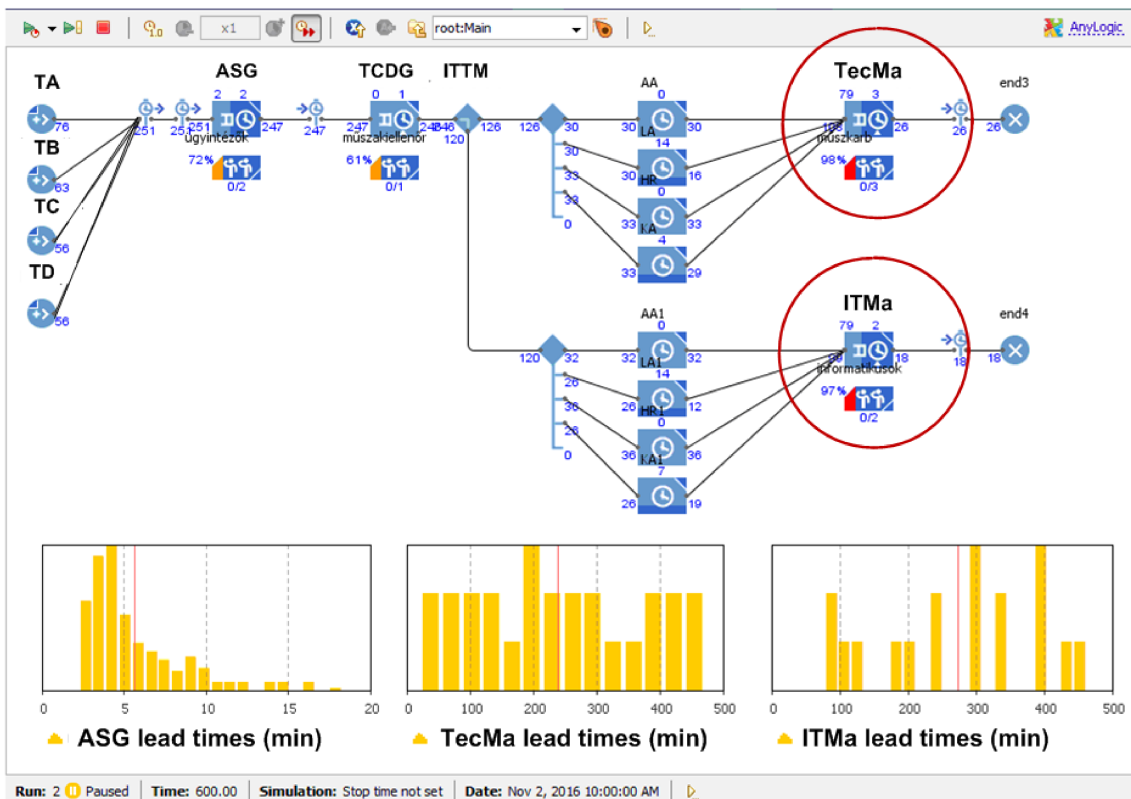 x1 root:Main AnyLogic
TA ASG TCDG ITTM AA TecMa end3
2 2 0 1 0 79 3
76 251 251 251 247 247 247 246 246 126 126 30 30 LA 30 108 26 26 26
120
ügyintézők műszakiellenőr műszkarb
TB 72% 61% 14 98%
0/2 0/1 30 30 HR 16 0/3
63 33 0
TC 33 33 KA 33
56 0 4
TD 33 29
56
ITMa
AA1 79 2 end4
0
120 32 32 LA1 32 89 18 18 18
14 informatikusok
26 26 HR1 12 97%
36 0 0/2
26 36 KA1 36
0 7
26 19
0 5 10 15 20 0 100 200 300 400 500 0 100 200 300 400 500
ASG lead times (min) TecMa lead times (min) ITMa lead times (min)
Run: 2 Paused Time: 600.00 Simulation: Stop time not set Date: Nov 2, 2016 10:00:00 AM